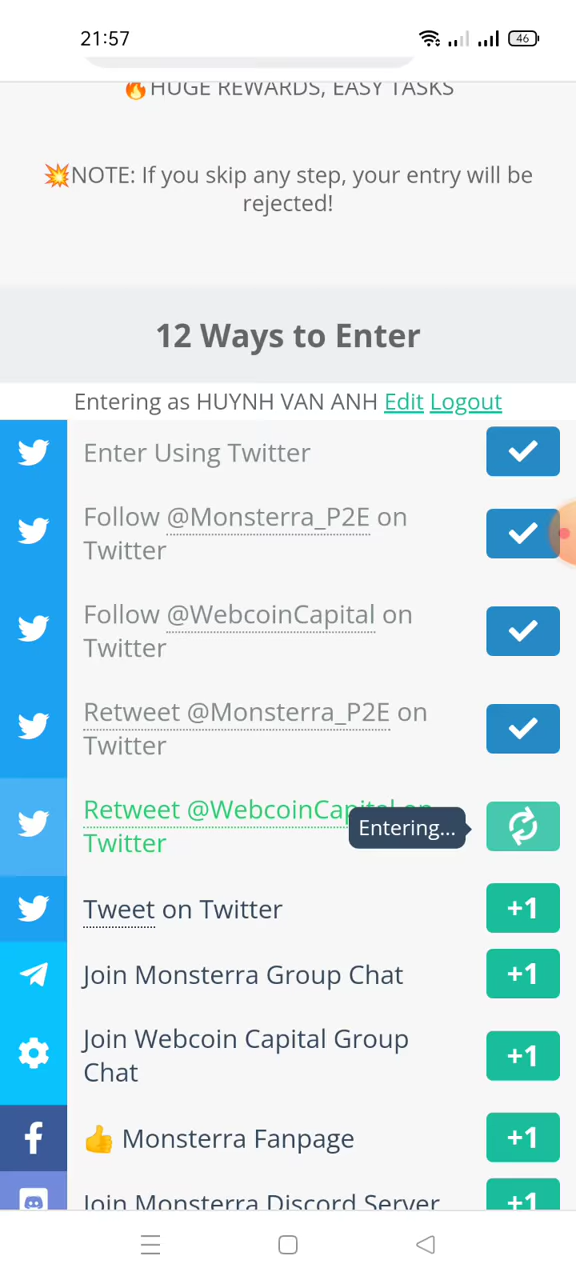 21:57
46
🔥HUGE REWARDS, EASY TASKS
💥NOTE: If you skip any step, your entry will be
rejected!
12 Ways to Enter
Entering as HUYNH VAN ANH Edit Logout
Enter Using Twitter
Follow @Monsterra_P2E on
Twitter
Follow @WebcoinCapital on
Twitter
Retweet @Monsterra_P2E on
Twitter
Retweet @WebcoinCapital on
Twitter
Entering...
Tweet on Twitter
+1
Join Monsterra Group Chat
+1
Join Webcoin Capital Group
Chat
+1
👍 Monsterra Fanpage
+1
Join Monsterra Discord Server
+1